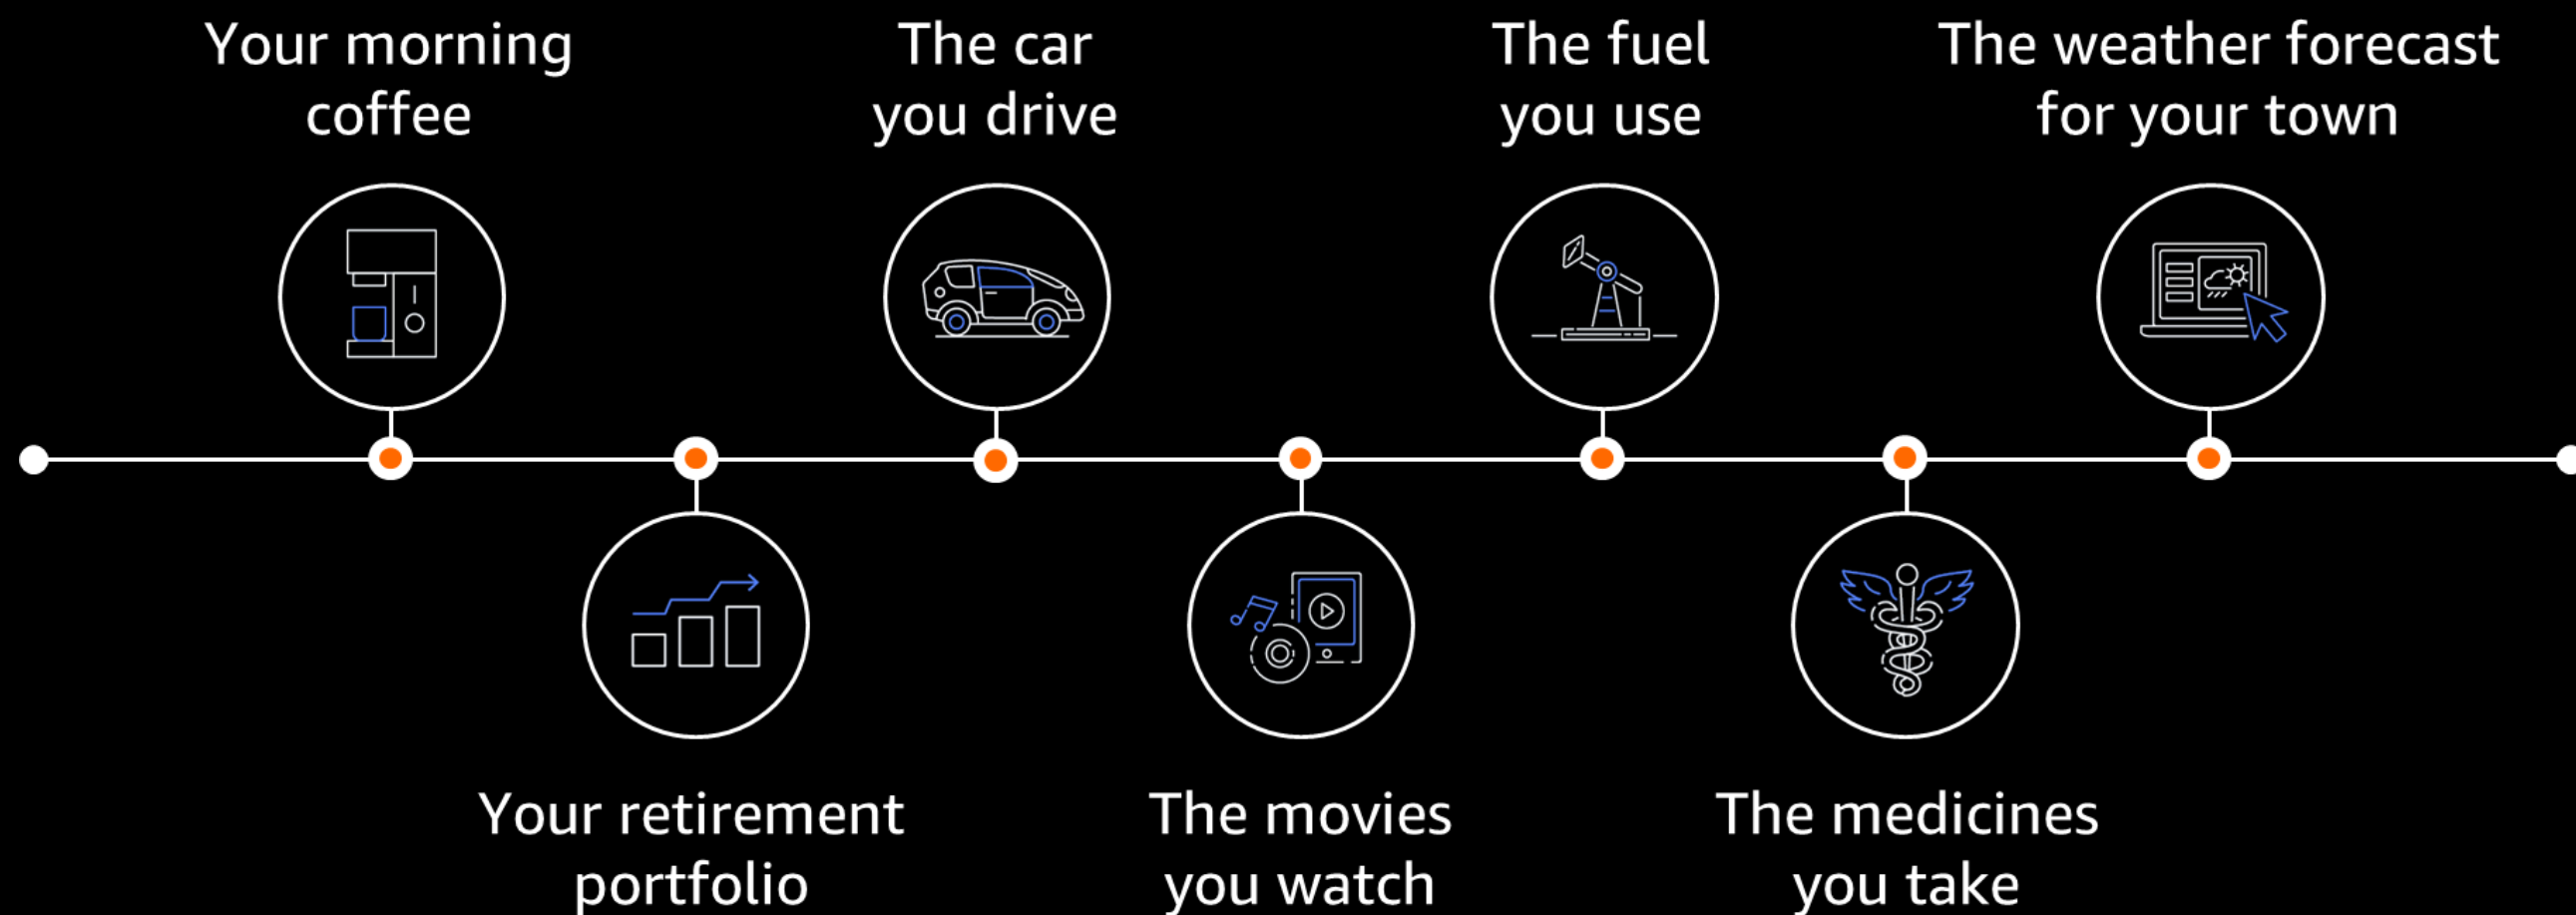 Your morning
coffee
The car
you drive
The fuel
you use
The weather forecast
for your town
Your retirement
portfolio
The movies
you watch
The medicines
you take